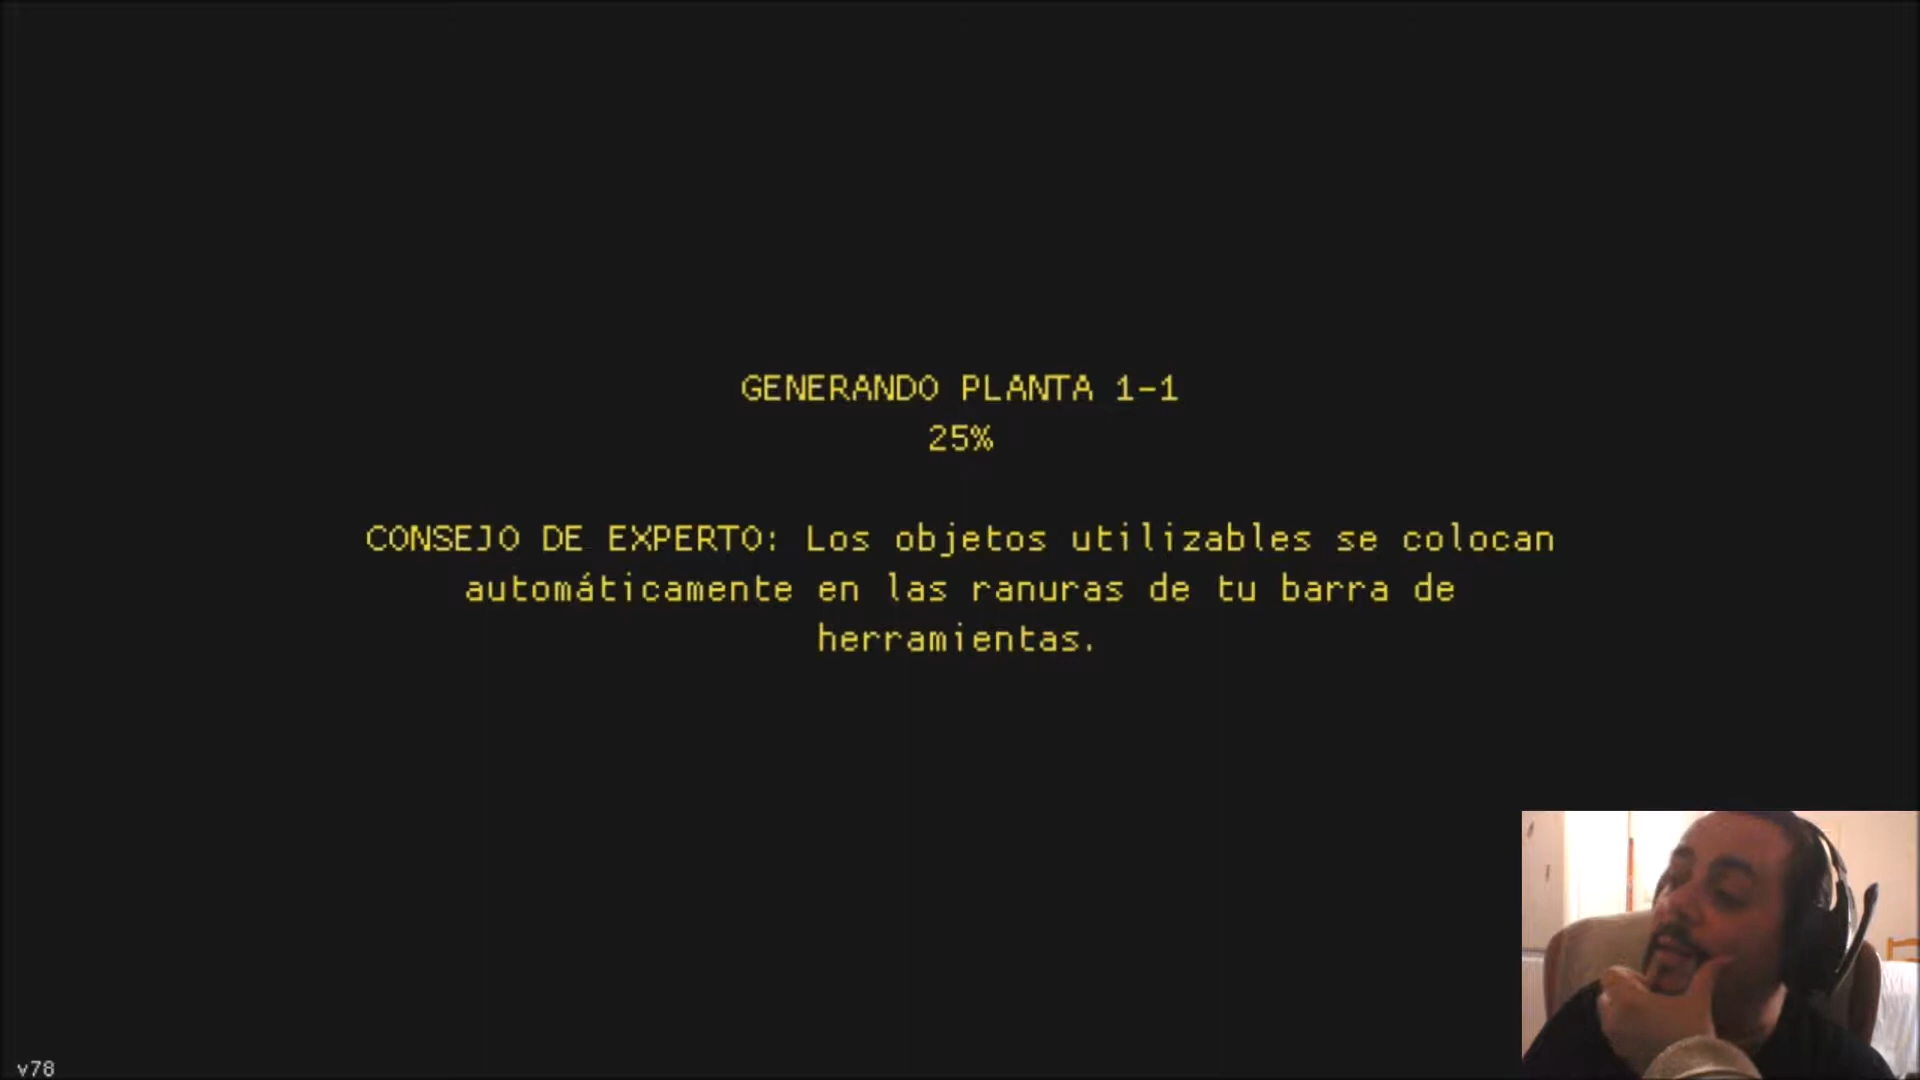 GENERANDO PLANTA 1-1
25%
CONSEJO DE EXPERTO: Los objetos utilizables se colocan
automáticamente en las ranuras de tu barra de
herramientas.
v78